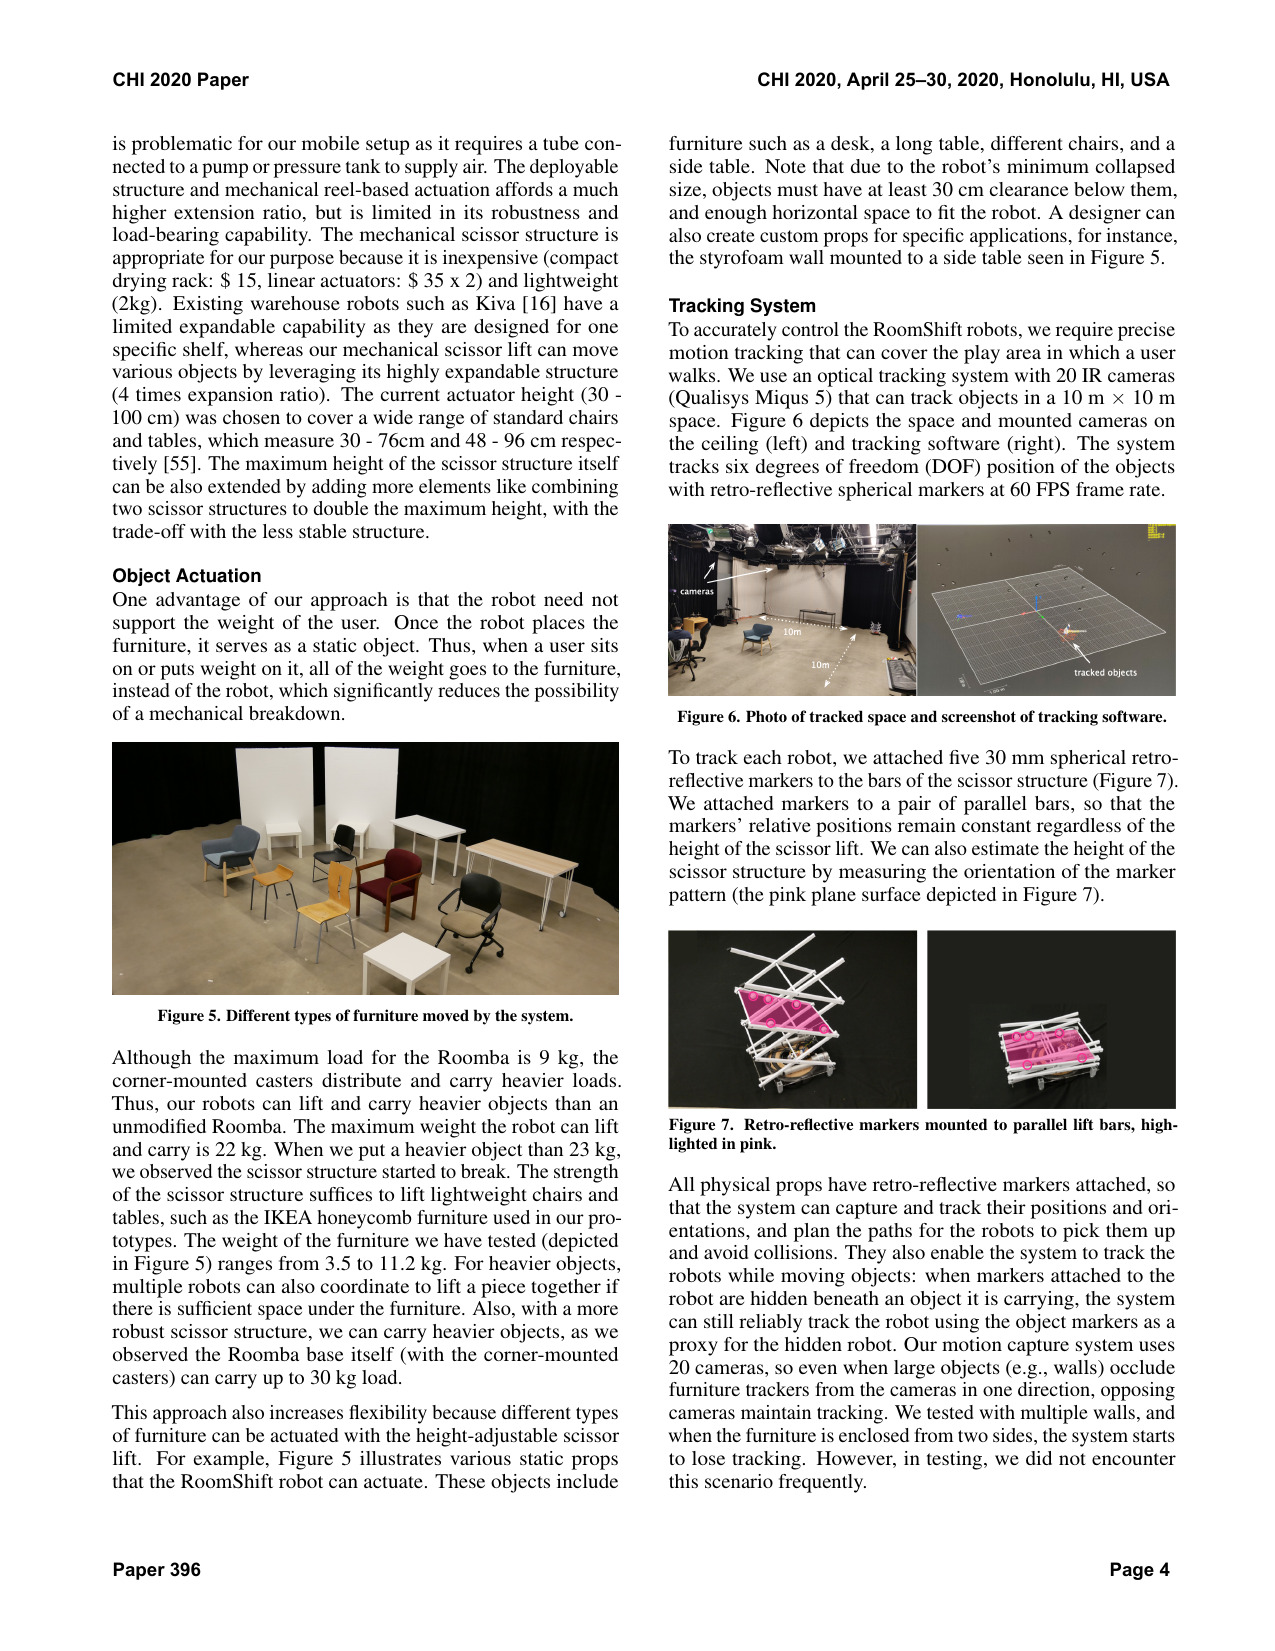 CHI 2020 Paper
CHI 2020, April 25–30, 2020, Honolulu, HI, USA
is problematic for our mobile setup as it requires a tube con-
nected to a pump or pressure tank to supply air. The deployable
structure and mechanical reel-based actuation affords a much
higher extension ratio, but is limited in its robustness and
load-bearing capability. The mechanical scissor structure is
appropriate for our purpose because it is inexpensive (compact
drying rack: $ 15, linear actuators: $ 35 x 2) and lightweight
(2kg). Existing warehouse robots such as Kiva [16] have a
limited expandable capability as they are designed for one
specific shelf, whereas our mechanical scissor lift can move
various objects by leveraging its highly expandable structure
(4 times expansion ratio). The current actuator height (30 -
100 cm) was chosen to cover a wide range of standard chairs
and tables, which measure 30 - 76cm and 48 - 96 cm respec-
tively [55]. The maximum height of the scissor structure itself
can be also extended by adding more elements like combining
two scissor structures to double the maximum height, with the
trade-off with the less stable structure.
Object Actuation
One advantage of our approach is that the robot need not
support the weight of the user. Once the robot places the
furniture, it serves as a static object. Thus, when a user sits
on or puts weight on it, all of the weight goes to the furniture,
instead of the robot, which significantly reduces the possibility
of a mechanical breakdown.
Figure 5. Different types of furniture moved by the system.
Although the maximum load for the Roomba is 9 kg, the
corner-mounted casters distribute and carry heavier loads.
Thus, our robots can lift and carry heavier objects than an
unmodified Roomba. The maximum weight the robot can lift
and carry is 22 kg. When we put a heavier object than 23 kg,
we observed the scissor structure started to break. The strength
of the scissor structure suffices to lift lightweight chairs and
tables, such as the IKEA honeycomb furniture used in our pro-
totypes. The weight of the furniture we have tested (depicted
in Figure 5) ranges from 3.5 to 11.2 kg. For heavier objects,
multiple robots can also coordinate to lift a piece together if
there is sufficient space under the furniture. Also, with a more
robust scissor structure, we can carry heavier objects, as we
observed the Roomba base itself (with the corner-mounted
casters) can carry up to 30 kg load.
This approach also increases flexibility because different types
of furniture can be actuated with the height-adjustable scissor
lift. For example, Figure 5 illustrates various static props
that the RoomShift robot can actuate. These objects include
furniture such as a desk, a long table, different chairs, and a
side table. Note that due to the robot's minimum collapsed
size, objects must have at least 30 cm clearance below them,
and enough horizontal space to fit the robot. A designer can
also create custom props for specific applications, for instance,
the styrofoam wall mounted to a side table seen in Figure 5.
Tracking System
To accurately control the RoomShift robots, we require precise
motion tracking that can cover the play area in which a user
walks. We use an optical tracking system with 20 IR cameras
(Qualisys Miqus 5) that can track objects in a 10 m × 10 m
space. Figure 6 depicts the space and mounted cameras on
the ceiling (left) and tracking software (right). The system
tracks six degrees of freedom (DOF) position of the objects
with retro-reflective spherical markers at 60 FPS frame rate.
cameras
10m
10m
tracked objects
Figure 6. Photo of tracked space and screenshot of tracking software.
To track each robot, we attached five 30 mm spherical retro-
reflective markers to the bars of the scissor structure (Figure 7).
We attached markers to a pair of parallel bars, so that the
markers' relative positions remain constant regardless of the
height of the scissor lift. We can also estimate the height of the
scissor structure by measuring the orientation of the marker
pattern (the pink plane surface depicted in Figure 7).
Figure 7. Retro-reflective markers mounted to parallel lift bars, high-
lighted in pink.
All physical props have retro-reflective markers attached, so
that the system can capture and track their positions and ori-
entations, and plan the paths for the robots to pick them up
and avoid collisions. They also enable the system to track the
robots while moving objects: when markers attached to the
robot are hidden beneath an object it is carrying, the system
can still reliably track the robot using the object markers as a
proxy for the hidden robot. Our motion capture system uses
20 cameras, so even when large objects (e.g., walls) occlude
furniture trackers from the cameras in one direction, opposing
cameras maintain tracking. We tested with multiple walls, and
when the furniture is enclosed from two sides, the system starts
to lose tracking. However, in testing, we did not encounter
this scenario frequently.
Paper 396
Page 4